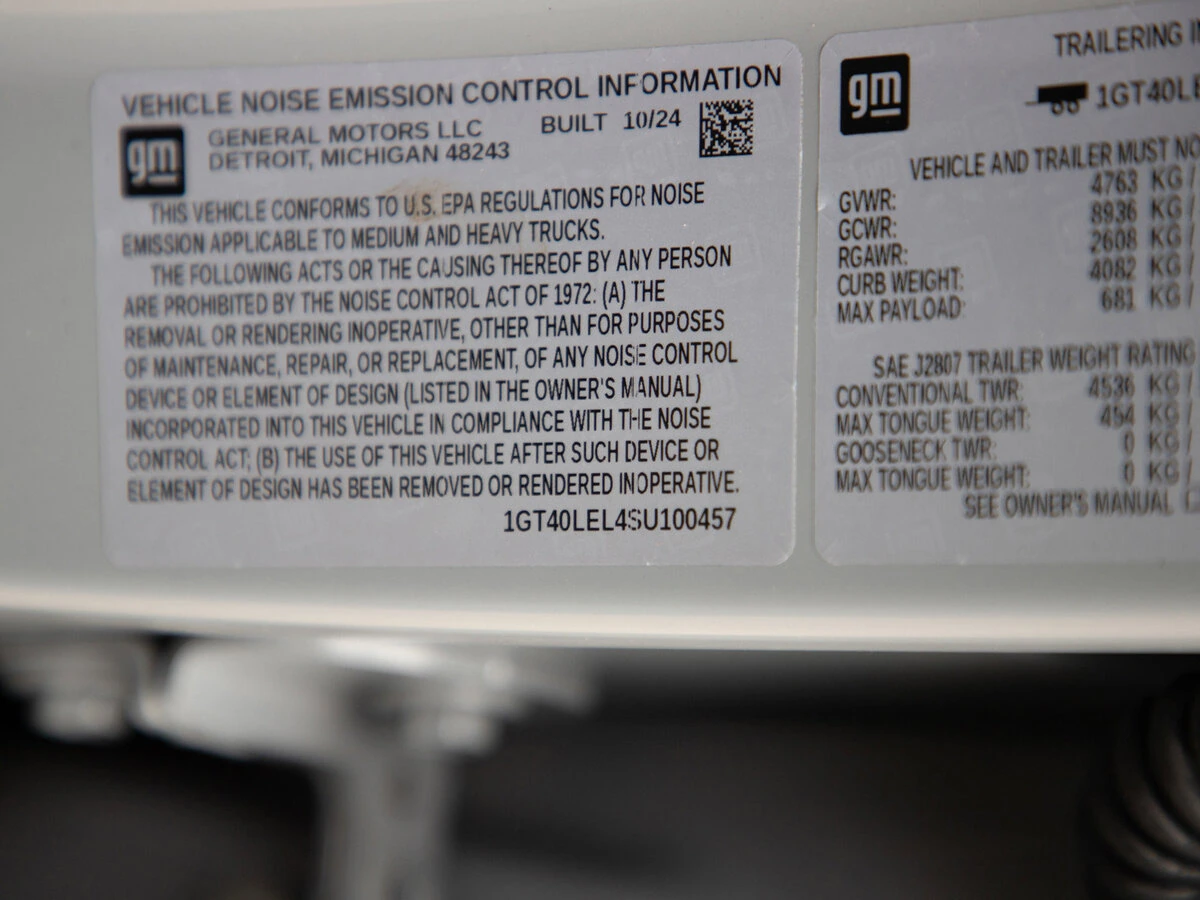 VEHICLE NOISE EMISSION CONTROL INFORMATION
gm
GENERAL MOTORS LLC
DETROIT, MICHIGAN 48243
BUILT 10/24
THIS VEHICLE CONFORMS TO U.S. EPA REGULATIONS FOR NOISE
EMISSION APPLICABLE TO MEDIUM AND HEAVY TRUCKS.
THE FOLLOWING ACTS OR THE CAUSING THEREOF BY ANY PERSON
ARE PROHIBITED BY THE NOISE CONTROL ACT OF 1972: (A) THE
REMOVAL OR RENDERING INOPERATIVE, OTHER THAN FOR PURPOSES
OF MAINTENANCE, REPAIR, OR REPLACEMENT, OF ANY NOISE CONTROL
DEVICE OR ELEMENT OF DESIGN (LISTED IN THE OWNER'S MANUAL)
INCORPORATED INTO THIS VEHICLE IN COMPLIANCE WITH THE NOISE
CONTROL ACT; (B) THE USE OF THIS VEHICLE AFTER SUCH DEVICE OR
ELEMENT OF DESIGN HAS BEEN REMOVED OR RENDERED INOPERATIVE.
1GT40LEL4SU100457
gm
TRAILERING
1GT40LE
VEHICLE AND TRAILER MUST NO
GVWR: 4763 KG /
GCWR: 8936 KG /
RGAWR: 2608 KG /
CURB WEIGHT: 4082 KG /
MAX PAYLOAD: 681 KG /
SAE J2807 TRAILER WEIGHT RATING
CONVENTIONAL TWR: 4536 KG /
MAX TONGUE WEIGHT: 454 KG /
GOOSENECK TWR: 0 KG /
MAX TONGUE WEIGHT: 0 KG /
SEE OWNER'S MANUAL